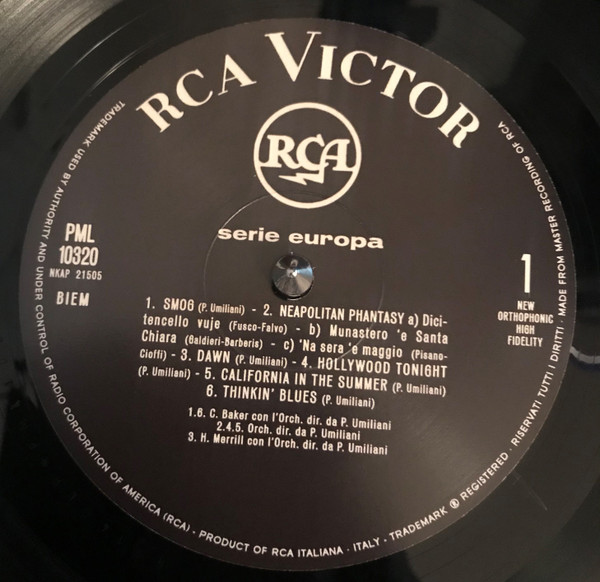 RCA VICTOR
RCA
serie europa
PML
10320
NKAP 21505
BIEM
1
NEW
ORTHOPHONIC
HIGH
FIDELITY
1. SMOG (P. Umiliani) - 2. NEAPOLITAN PHANTASY a) Dici-
tencello vuje (Fusco-Falvo) - b) Munastero 'e Santa
Chiara (Galdieri-Barberis) - c) 'Na sera 'e maggio (Pisano-
Cioffi) - 3. DAWN (P. Umiliani) - 4. HOLLYWOOD TONIGHT
(P. Umiliani) - 5. CALIFORNIA IN THE SUMMER (P. Umiliani)
6. THINKIN' BLUES (P. Umiliani)
1.6. C. Baker con l'Orch. dir. da P. Umiliani
2.4.5. Orch. dir. da P. Umiliani
3. H. Merrill con l'Orch. dir. da P. Umiliani
TRADEMARK USED BY AUTHORITY AND UNDER CONTROL OF RADIO CORPORATION OF AMERICA (RCA) - PRODUCT OF RCA ITALIANA - ITALY - TRADEMARK ® REGISTERED - RISERVATI TUTTI I DIRITTI - MADE FROM MASTER RECORDING OF RCA